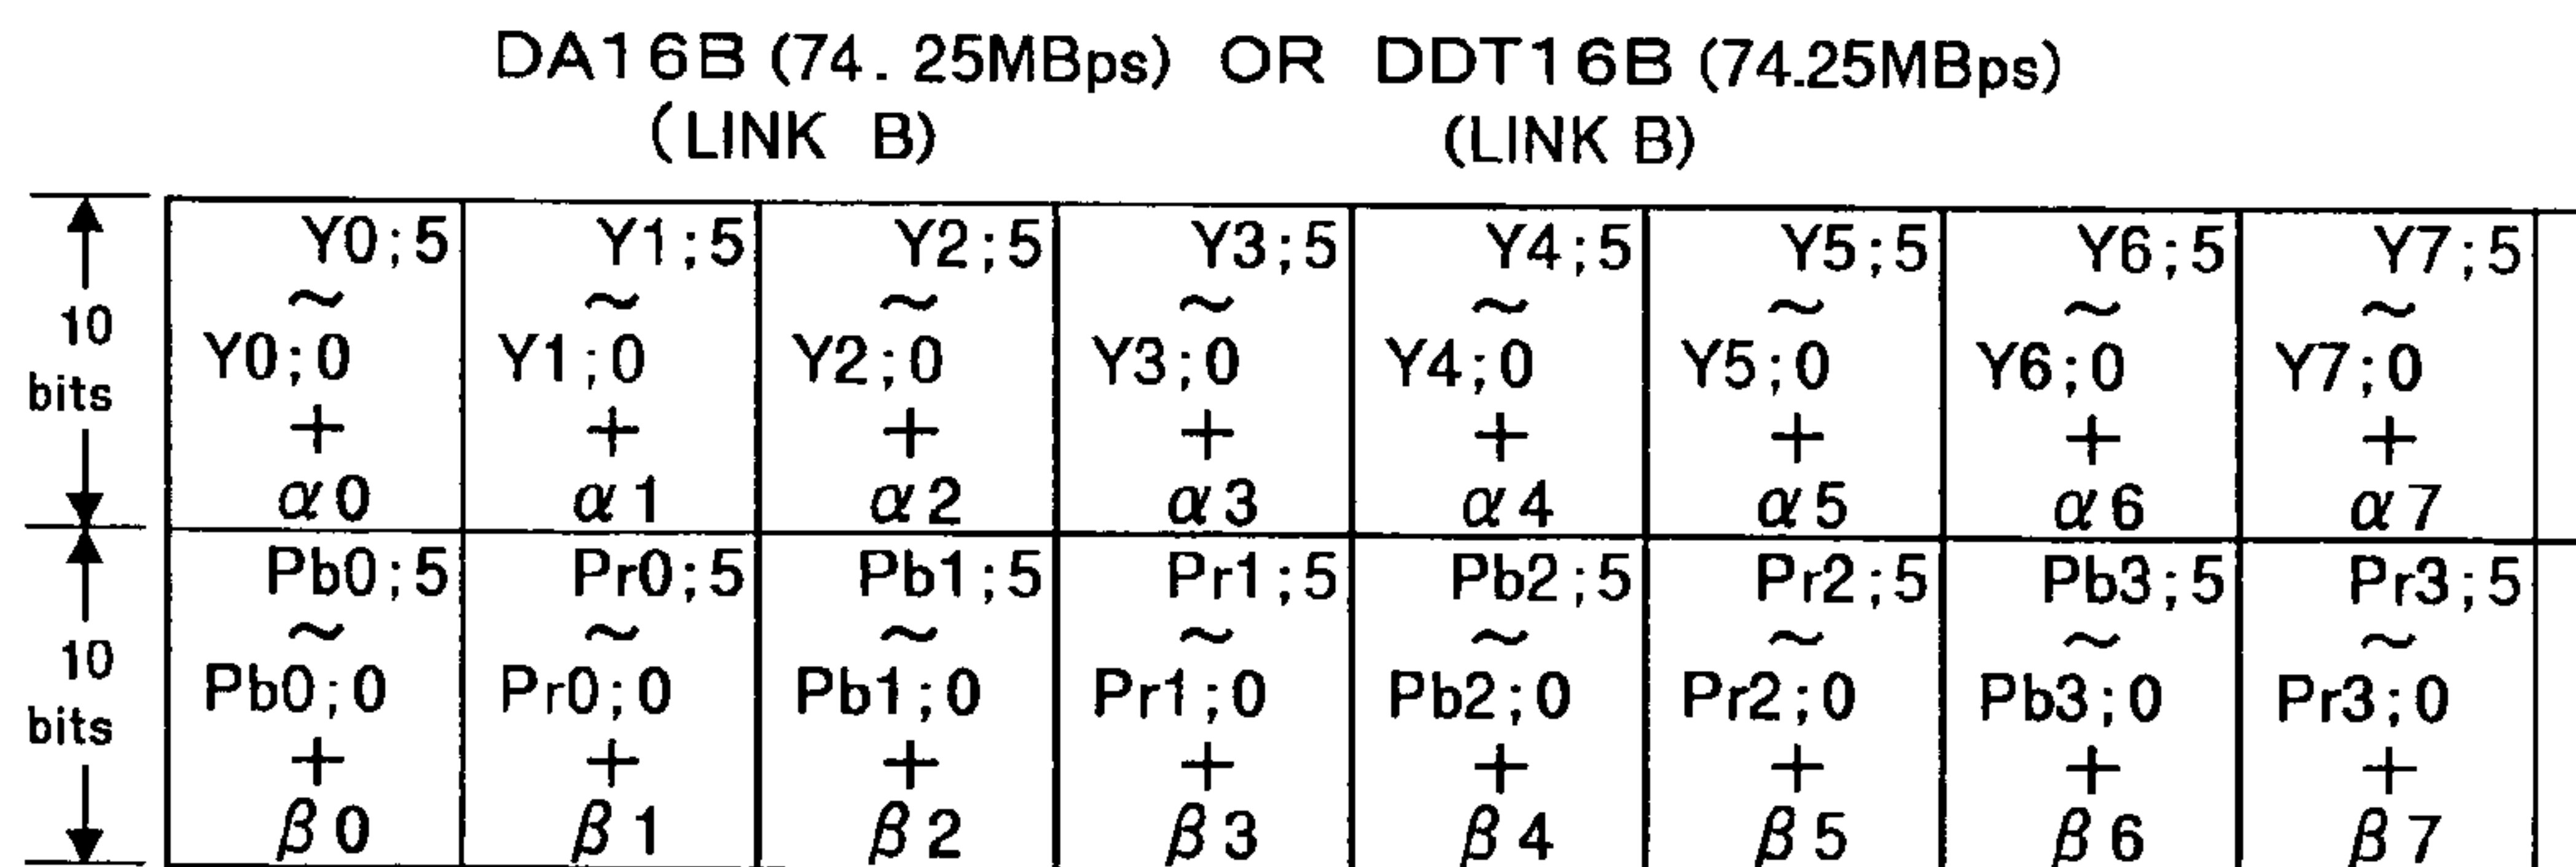 DA16B (74.25MBps) OR DDT16B (74.25MBps)
(LINK B) (LINK B)
10 bits
Y0;5 Y1;5 Y2;5 Y3;5 Y4;5 Y5;5 Y6;5 Y7;5
~ ~ ~ ~ ~ ~ ~ ~
Y0;0 Y1;0 Y2;0 Y3;0 Y4;0 Y5;0 Y6;0 Y7;0
+ + + + + + + +
α0 α1 α2 α3 α4 α5 α6 α7
10 bits
Pb0;5 Pr0;5 Pb1;5 Pr1;5 Pb2;5 Pr2;5 Pb3;5 Pr3;5
~ ~ ~ ~ ~ ~ ~ ~
Pb0;0 Pr0;0 Pb1;0 Pr1;0 Pb2;0 Pr2;0 Pb3;0 Pr3;0
+ + + + + + + +
β0 β1 β2 β3 β4 β5 β6 β7